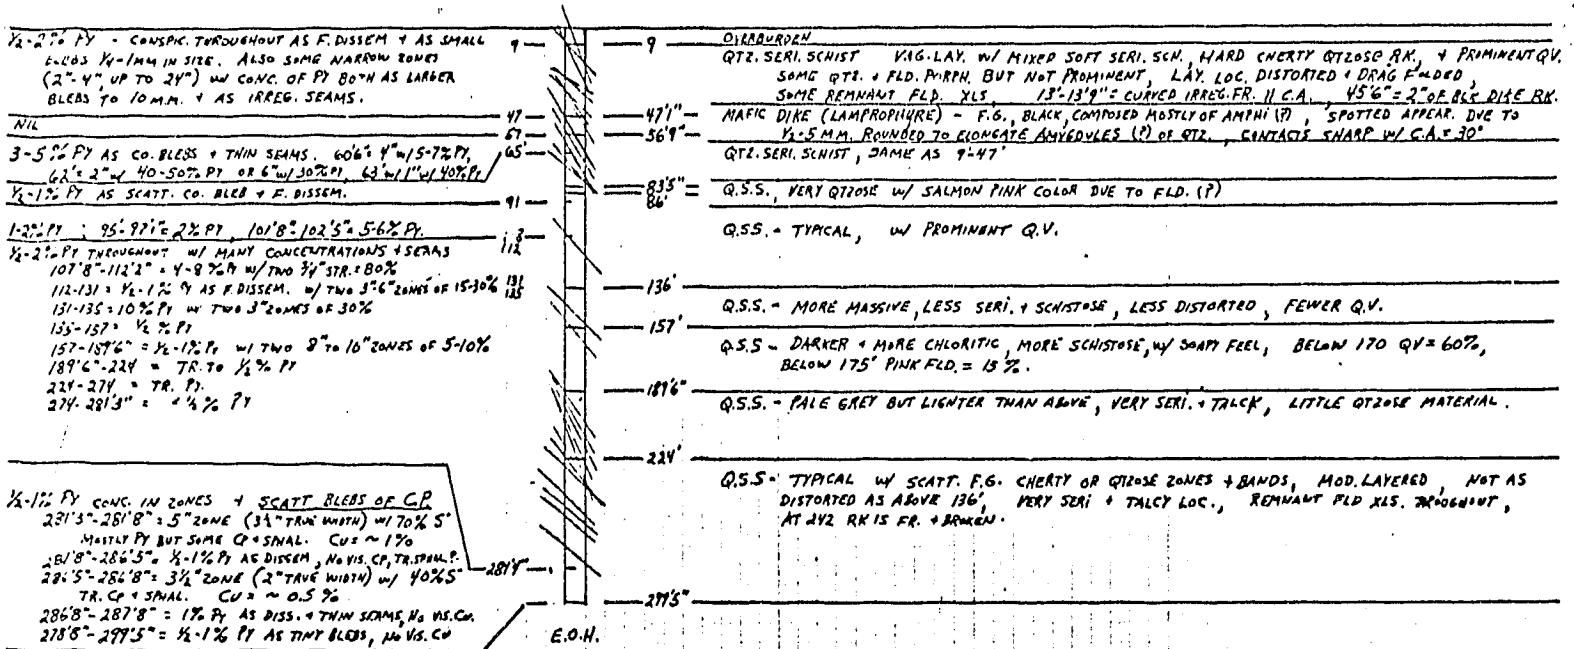 ½-2% PY - CONSPIC. THROUGHOUT AS F. DISSEM + AS SMALL
BLEBS ¼-1MM IN SIZE. ALSO SOME NARROW ZONES
(2"-4", UP TO 24") W/ CONC. OF PY BOTH AS LARGER
BLEBS TO 10 M.M. + AS IRREG. SEAMS.
NIL
3-5% PY AS CO. BLEBS + THIN SEAMS. 60'6"= 4" W/ 5-7% PY,
62'= 2" W/ 40-50% PY OR 6" W/ 30% PY, 63' W/ 1" W/ 40% PY
½-1% PY AS SCATT. CO. BLEB + F. DISSEM.
1-2% PY ; 95'-97'1"= 2% PY, 101'8"-102'5"= 5-6% PY.
½-2% PY THROUGHOUT W/ MANY CONCENTRATIONS + SEAMS
107'8"-112'2" = 4-8% PY W/ TWO ¾" STR.= 80%
112-131 = ½-1% PY AS F. DISSEM. W/ TWO 3"-6" ZONES OF 15-30%
131-135 = 10% PY W/ TWO 3" ZONES OF 30%
135-157 = ½% PY
157-189'6" = ½-1% PY W/ TWO 8" TO 10" ZONES OF 5-10%
189'6"-224 = TR. TO ½% PY
224-274 = TR. PY.
274-281'3" = < ½% PY
½-1% PY CONC. IN ZONES + SCATT BLEBS OF C.P.
281'3"-281'8" = 5" ZONE (3½" TRUE WIDTH) W/ 70% S
MOSTLY PY BUT SOME CP + SPHAL. CU = ~ 1%
281'8"-286'5" = ½-1% PY AS DISSEM, NO VIS. CP, TR. SPHAL?
286'5"-286'8" = 3½" ZONE (2" TRUE WIDTH) W/ 40% S
TR. CP + SPHAL. CU = ~ 0.5%
286'8"-287'8" = 1% PY AS DISS. + THIN SEAMS, NO VIS. CU.
278'8"-299'5" = ½-1% PY AS TINY BLEBS, NO VIS. CU
9
47
57
65'
91
112
131
135
281'4"
E.O.H.
9
47'1"
56'9"
83'5"
86'
136'
157'
189'6"
224'
299'5"
OVERBURDEN
QTZ. SERI. SCHIST VAG. LAY. W/ MIXED SOFT SERI. SCH., HARD CHERTY QTZOSE RK., + PROMINENT QV.
SOME QTZ. + FLD. PORPH. BUT NOT PROMINENT, LAY. LOC. DISTORTED + DRAG FOLDED,
SOME REMNANT FLD. XLS, 13'-13'9"= CURVED IRREG. FR. || C.A., 45'6"= 2" OF BLK DIKE RK.
MAFIC DIKE (LAMPROPHYRE) - F.G., BLACK, COMPOSED MOSTLY OF AMPHI (?), SPOTTED APPEAR. DUE TO
½-5 M.M. ROUNDED TO ELONGATE AMYGDULES (?) OF QTZ., CONTACTS SHARP W/ C.A. = 30°
QTZ. SERI. SCHIST, SAME AS 9'-47'
Q.S.S., VERY QTZOSE W/ SALMON PINK COLOR DUE TO FLD. (?)
Q.S.S. - TYPICAL, W/ PROMINENT Q.V.
Q.S.S. - MORE MASSIVE, LESS SERI. + SCHISTOSE, LESS DISTORTED, FEWER Q.V.
Q.S.S - DARKER + MORE CHLORITIC, MORE SCHISTOSE, W/ SOAPY FEEL, BELOW 170 QV = 60%,
BELOW 175' PINK FLD. = 15%.
Q.S.S. - PALE GREY BUT LIGHTER THAN ABOVE, VERY SERI. + TALCK, LITTLE QTZOSE MATERIAL.
Q.S.S - TYPICAL W/ SCATT. F.G. CHERTY OR QTZOSE ZONES + BANDS, MOD. LAYERED, NOT AS
DISTORTED AS ABOVE 136', VERY SERI + TALCY LOC., REMNANT FLD XLS. THROUGHOUT,
AT 242 RK IS FR. + BROKEN.